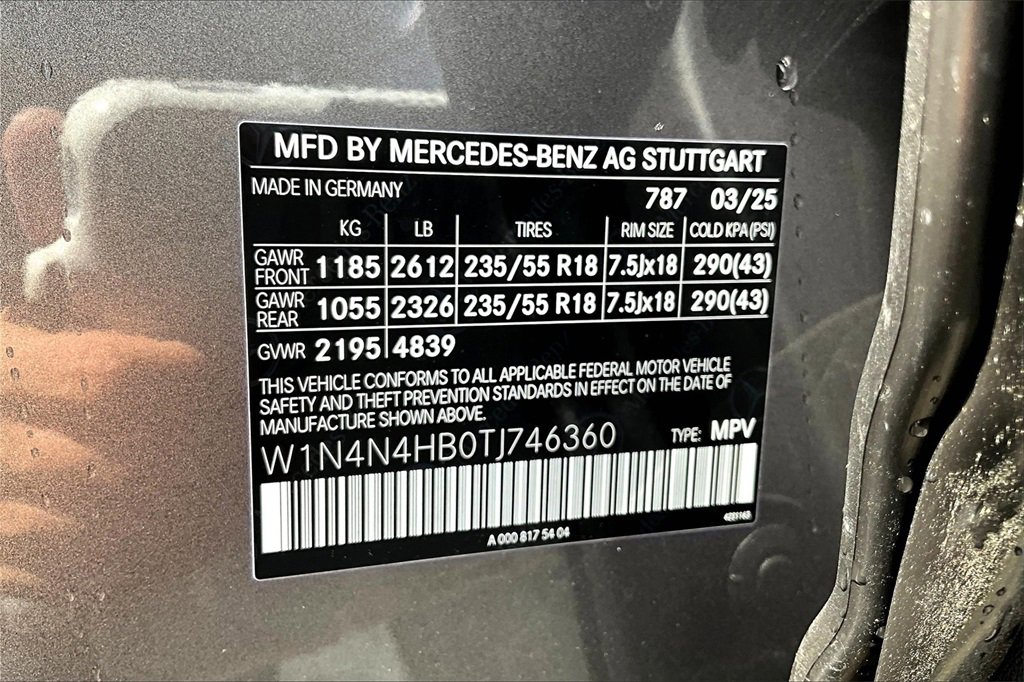 MFD BY MERCEDES-BENZ AG STUTTGART
MADE IN GERMANY 787 03/25
KG LB TIRES RIM SIZE COLD KPA (PSI)
GAWR FRONT 1185 2612 235/55 R18 7.5Jx18 290(43)
GAWR REAR 1055 2326 235/55 R18 7.5Jx18 290(43)
GVWR 2195 4839
THIS VEHICLE CONFORMS TO ALL APPLICABLE FEDERAL MOTOR VEHICLE
SAFETY AND THEFT PREVENTION STANDARDS IN EFFECT ON THE DATE OF
MANUFACTURE SHOWN ABOVE.
W1N4N4HB0TJ746360 TYPE: MPV
A 000 817 54 04